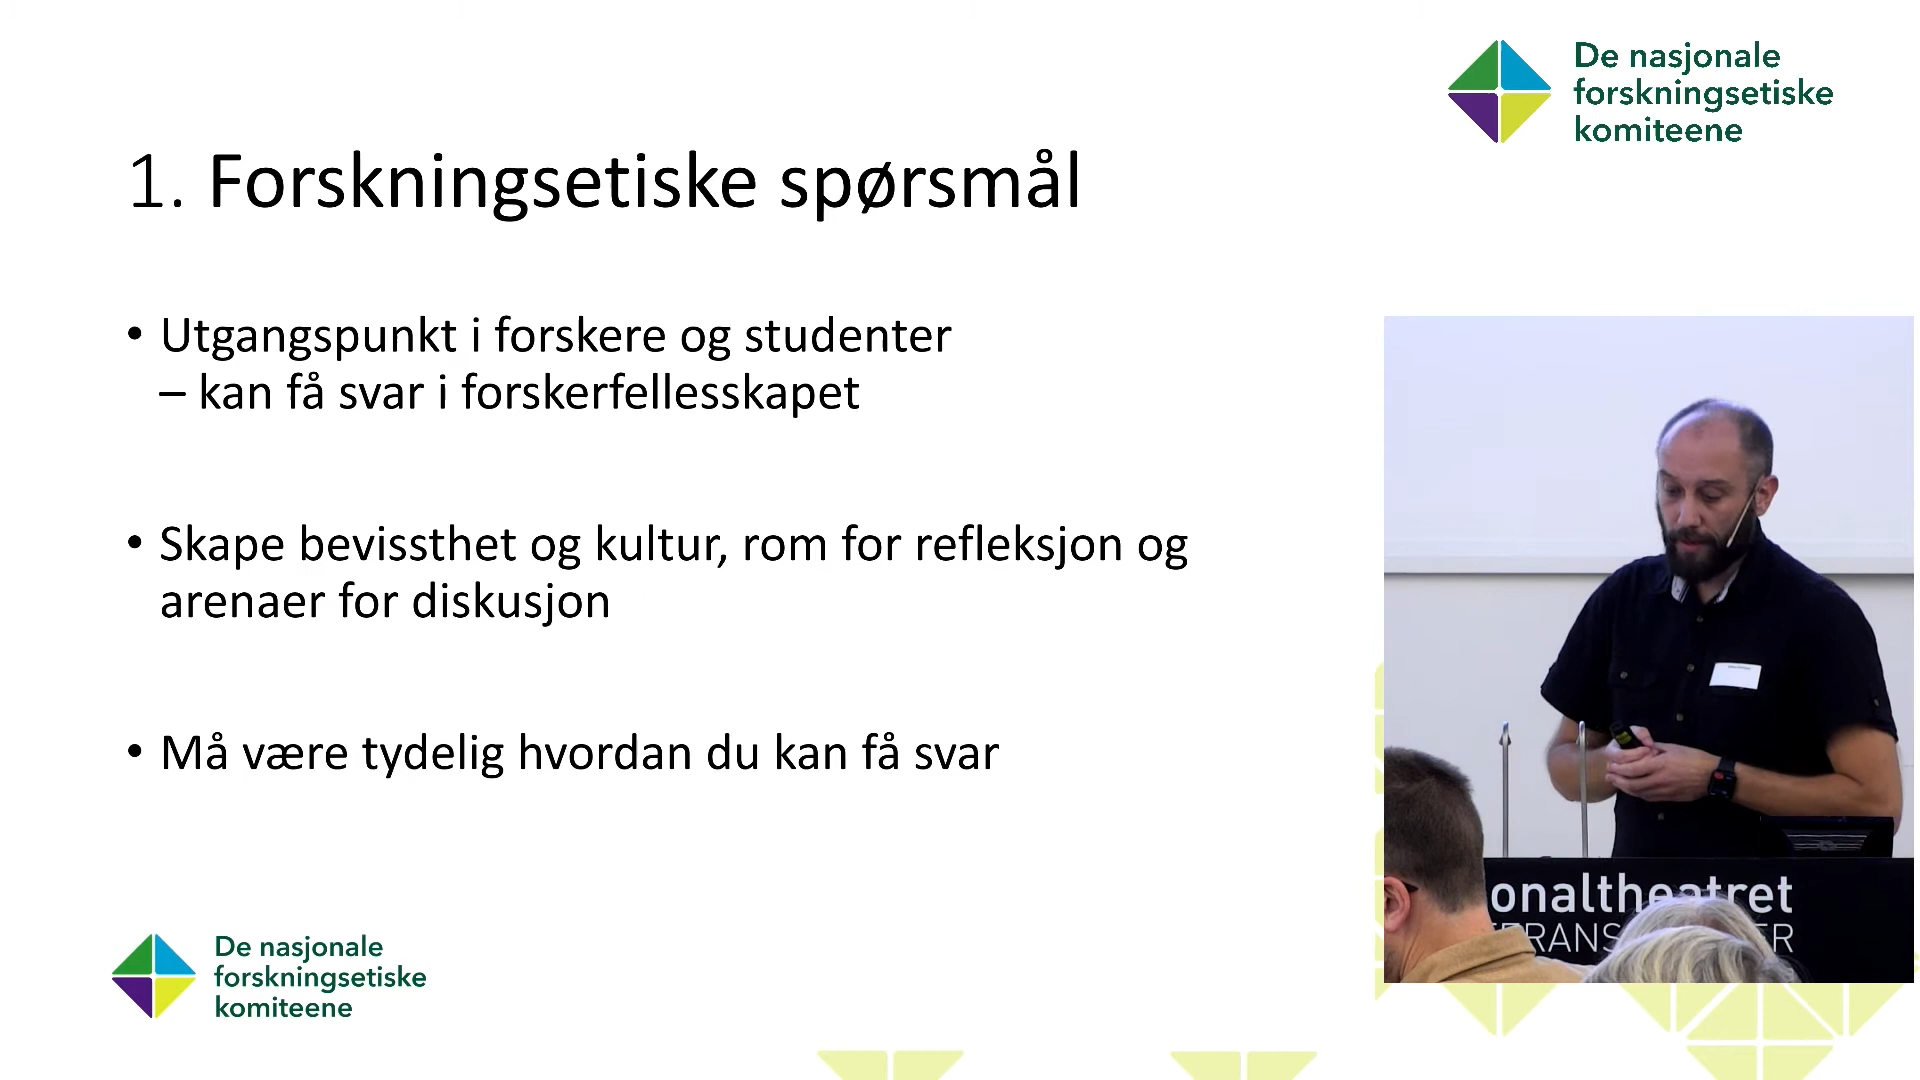 De nasjonale
forskningsetiske
komiteene
1. Forskningsetiske spørsmål
• Utgangspunkt i forskere og studenter
– kan få svar i forskerfellesskapet
• Skape bevissthet og kultur, rom for refleksjon og
arenaer for diskusjon
• Må være tydelig hvordan du kan få svar
onaltheatret
De nasjonale
forskningsetiske
komiteene